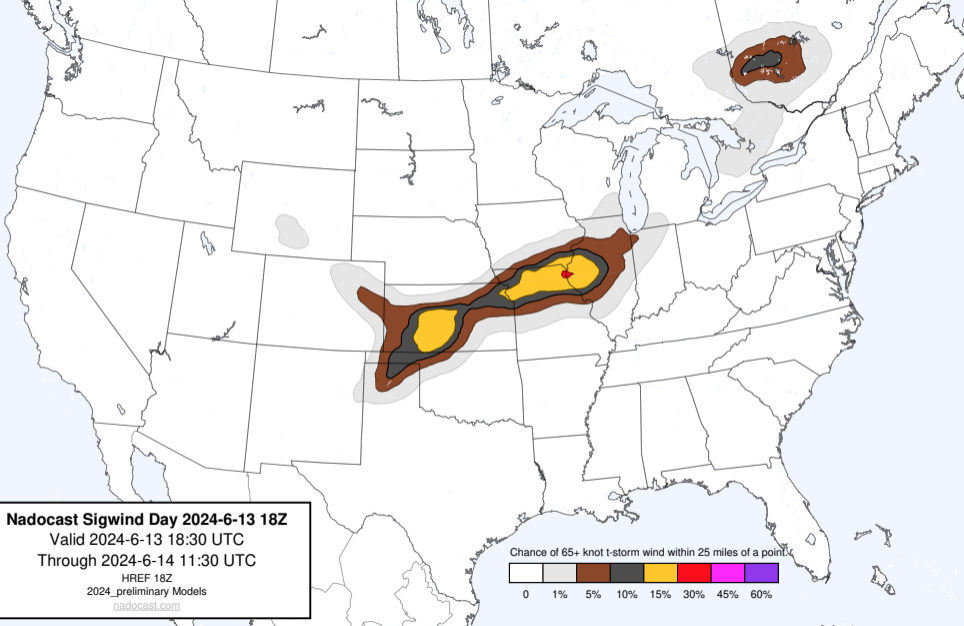 Nadocast Sigwind Day 2024-6-13 18Z
Valid 2024-6-13 18:30 UTC
Through 2024-6-14 11:30 UTC
HREF 18Z
2024_preliminary Models
nadocast.com
Chance of 65+ knot t-storm wind within 25 miles of a point.
0 1% 5% 10% 15% 30% 45% 60%